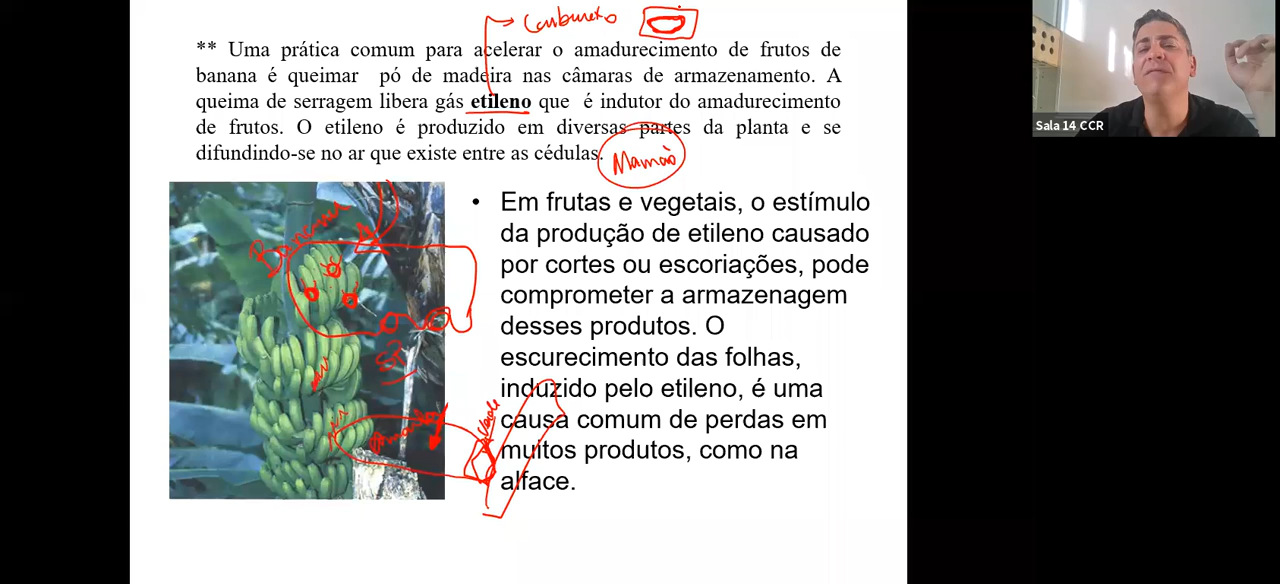 Carbureto
** Uma prática comum para acelerar o amadurecimento de frutos de
banana é queimar pó de madeira nas câmaras de armazenamento. A
queima de serragem libera gás etileno que é indutor do amadurecimento
de frutos. O etileno é produzido em diversas partes da planta e se
difundindo-se no ar que existe entre as cédulas.
Mamão
Sala 14 CCR
• Em frutas e vegetais, o estímulo
da produção de etileno causado
por cortes ou escoriações, pode
comprometer a armazenagem
desses produtos. O
escurecimento das folhas,
induzido pelo etileno, é uma
causa comum de perdas em
muitos produtos, como na
alface.
SP